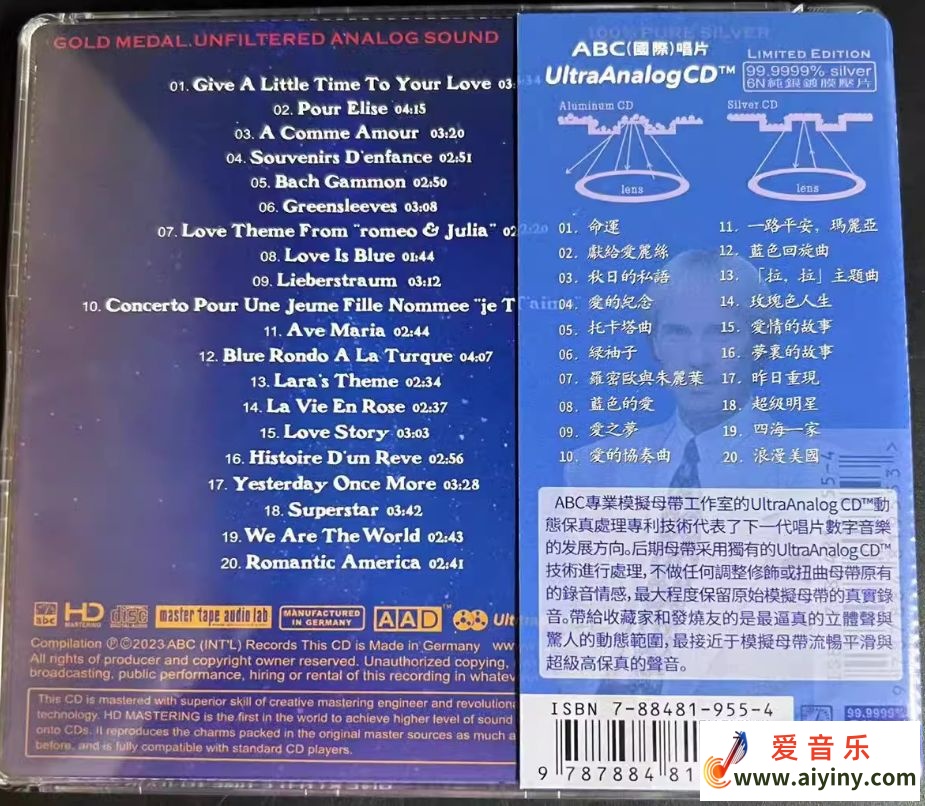 GOLD MEDAL.UNFILTERED ANALOG SOUND
01. Give A Little Time To Your Love 03:
02. Pour Elise 04:15
03. A Comme Amour 03:20
04. Souvenirs D'enfance 02:51
05. Bach Gammon 02:50
06. Greensleeves 03:08
07. Love Theme From "romeo & Julia" 02:20
08. Love Is Blue 01:44
09. Lieberstraum 03:12
10. Concerto Pour Une Jeune Fille Nommee "je T'aim
11. Ave Maria 02:44
12. Blue Rondo A La Turque 04:07
13. Lara's Theme 02:34
14. La Vie En Rose 02:37
15. Love Story 03:03
16. Histoire D'un Reve 02:56
17. Yesterday Once More 03:28
18. Superstar 03:42
19. We Are The World 02:43
20. Romantic America 02:41
abc
HD MASTERING
disc
master tape audio lab
MANUFACTURED IN GERMANY
AAD™
Ult
Compilation ℗©2023 ABC (INT'L) Records This CD is Made in Germany ww
All rights of producer and copyright owner reserved. Unauthorized copying,
broadcasting, public performance, hiring or rental of this recording in whatev
This CD is mastered with superior skill of creative mastering engineer and revolutiona
technology. HD MASTERING is the first in the world to achieve higher level of sound
onto CDs. It reproduces the charms packed in the original master sources as much a
before, and is fully compatible with standard CD players.
100% PURE SILVER
ABC(國際)唱片
UltraAnalogCD™
LIMITED EDITION
99.9999% silver
6N純銀鍍膜壓片
Aluminum CD
Silver CD
lens
lens
01. 命運
02. 獻給愛麗絲
03. 秋日的私語
04. 愛的紀念
05. 托卡塔曲
06. 綠袖子
07. 羅密歐與朱麗葉
08. 藍色的愛
09. 愛之夢
10. 愛的協奏曲
11. 一路平安，瑪麗亞
12. 藍色回旋曲
13. 「拉，拉」主題曲
14. 玫瑰色人生
15. 愛情的故事
16. 夢裏的故事
17. 昨日重現
18. 超級明星
19. 四海一家
20. 浪漫美國
ABC專業模擬母帶工作室的UltraAnalog CD™動
態保真處理專利技術代表了下一代唱片數字音樂
的发展方向。后期母帶采用獨有的UltraAnalog CD™
技術進行處理，不做任何調整修飾或扭曲母帶原有
的錄音情感，最大程度保留原始模擬母帶的真實錄
音。帶給收藏家和發燒友的是最逼真的立體聲與
驚人的動態範圍，最接近于模擬母帶流暢平滑與
超級高保真的聲音。
ISBN 7-88481-955-4
9 787884 81
99.9999%
爱音乐
www.aiyiny.com